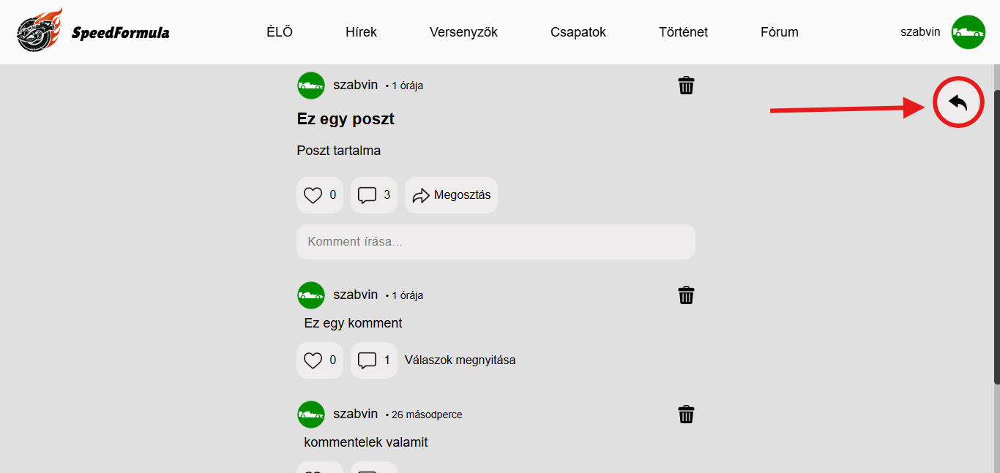 SpeedFormula
ÉLŐ
Hírek
Versenyzők
Csapatok
Történet
Fórum
szabvin
szabvin • 1 órája
Ez egy poszt
Poszt tartalma
0
3
Megosztás
Komment írása...
szabvin • 1 órája
Ez egy komment
0
1
Válaszok megnyitása
szabvin • 26 másodperce
kommentelek valamit